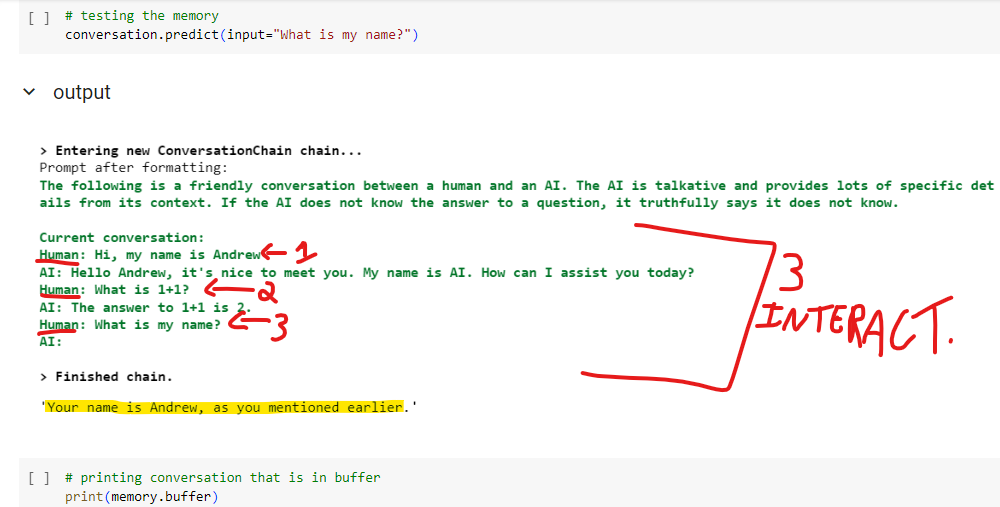 [ ] # testing the memory
conversation.predict(input="What is my name?")
output
> Entering new ConversationChain chain...
Prompt after formatting:
The following is a friendly conversation between a human and an AI. The AI is talkative and provides lots of specific det
ails from its context. If the AI does not know the answer to a question, it truthfully says it does not know.
Current conversation:
Human: Hi, my name is Andrew ← 1
AI: Hello Andrew, it's nice to meet you. My name is AI. How can I assist you today?
Human: What is 1+1? ← 2
AI: The answer to 1+1 is 2.
Human: What is my name? ← 3
AI:
3
INTERACT.
> Finished chain.
'Your name is Andrew, as you mentioned earlier.'
[ ] # printing conversation that is in buffer
print(memory.buffer)